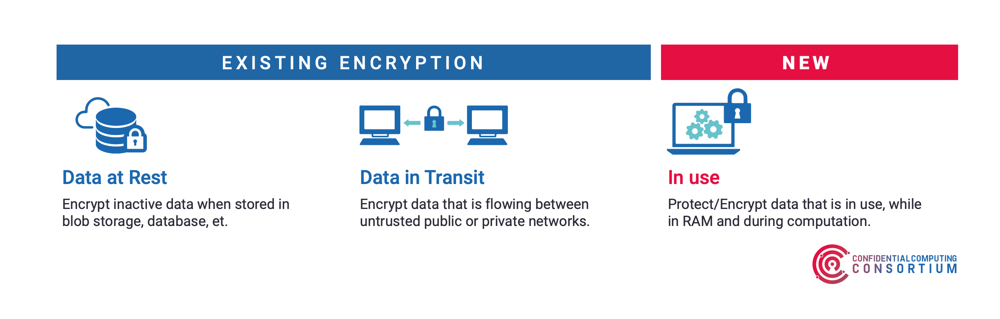 EXISTING ENCRYPTION
NEW
Data at Rest
Encrypt inactive data when stored in
blob storage, database, et.
Data in Transit
Encrypt data that is flowing between
untrusted public or private networks.
In use
Protect/Encrypt data that is in use, while
in RAM and during computation.
CONFIDENTIAL COMPUTING
CONSORTIUM